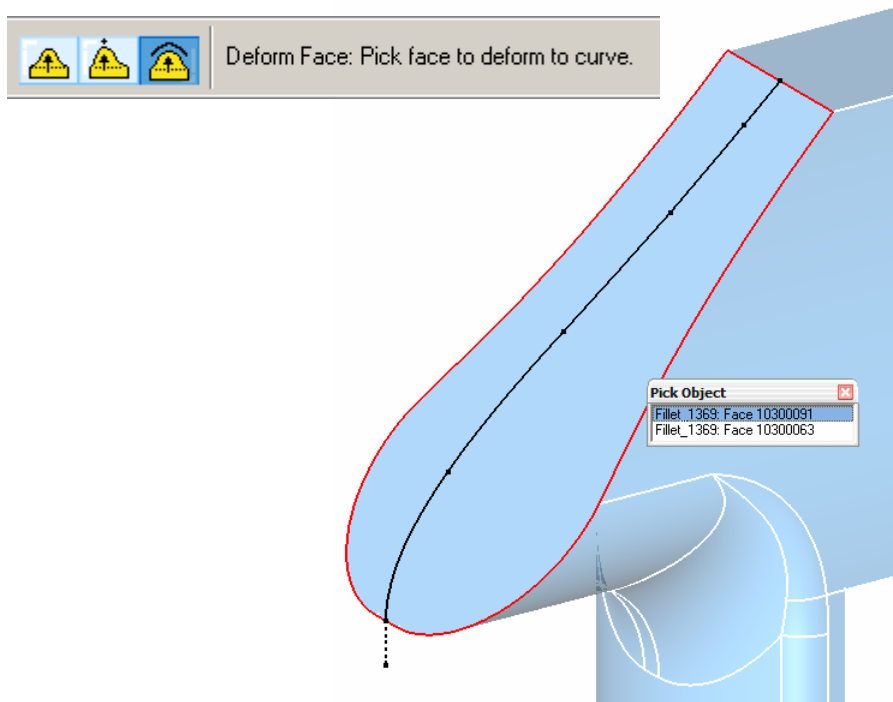 Deform Face: Pick face to deform to curve.
Pick Object
Fillet_1369: Face 10300091
Fillet_1369: Face 10300063